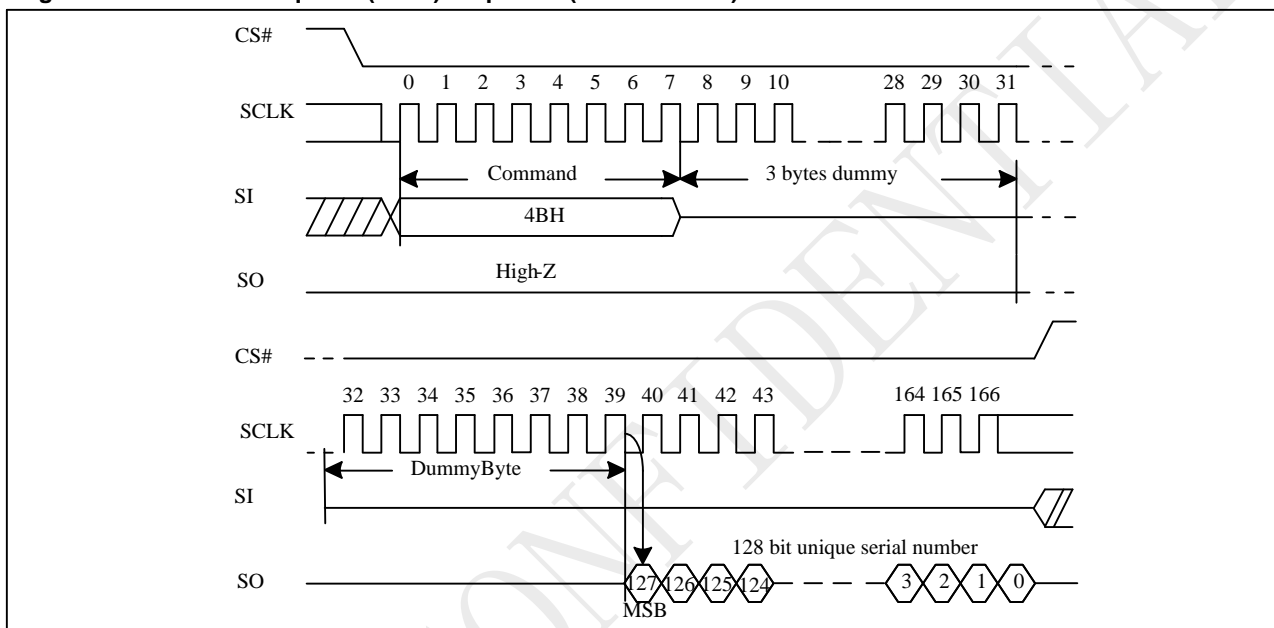 CS#
0 1 2 3 4 5 6 7 8 9 10 28 29 30 31
SCLK
Command 3 bytes dummy
SI
4BH
High-Z
SO
CS#
32 33 34 35 36 37 38 39 40 41 42 43 164 165 166
SCLK
DummyByte
SI
128 bit unique serial number
SO 127 126 125 124 3 2 1 0
MSB